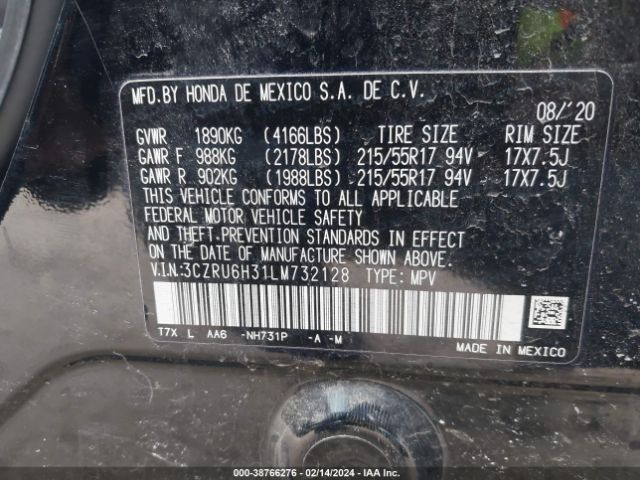 MFD.BY HONDA DE MEXICO S.A. DE C.V.
08/'20
GVWR 1890KG (4166LBS) TIRE SIZE RIM SIZE
GAWR F 988KG (2178LBS) 215/55R17 94V 17X7.5J
GAWR R 902KG (1988LBS) 215/55R17 94V 17X7.5J
THIS VEHICLE CONFORMS TO ALL APPLICABLE
FEDERAL MOTOR VEHICLE SAFETY
AND THEFT PREVENTION STANDARDS IN EFFECT
ON THE DATE OF MANUFACTURE SHOWN ABOVE.
V.I.N:3CZRU6H31LM732128 TYPE: MPV
T7X L AA6 -NH731P -A -M
MADE IN MEXICO
000-38766276 - 02/14/2024 - IAA Inc.